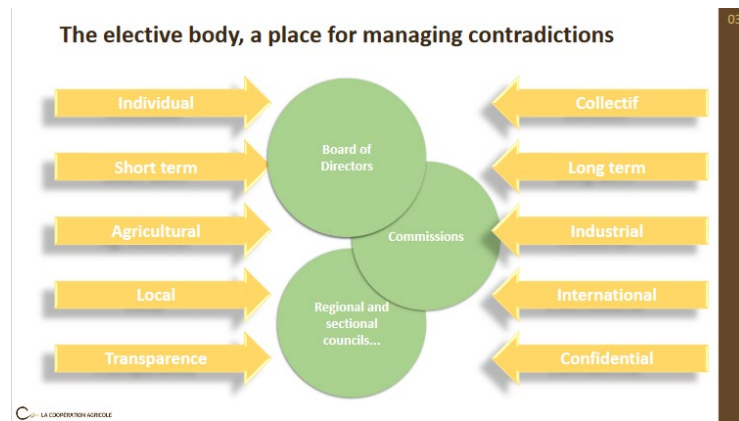 The elective body, a place for managing contradictions
03
Individual
Short term
Agricultural
Local
Transparence
Board of
Directors
Commissions
Regional and
sectional
councils...
Collectif
Long term
Industrial
International
Confidential
LA COOPÉRATION AGRICOLE